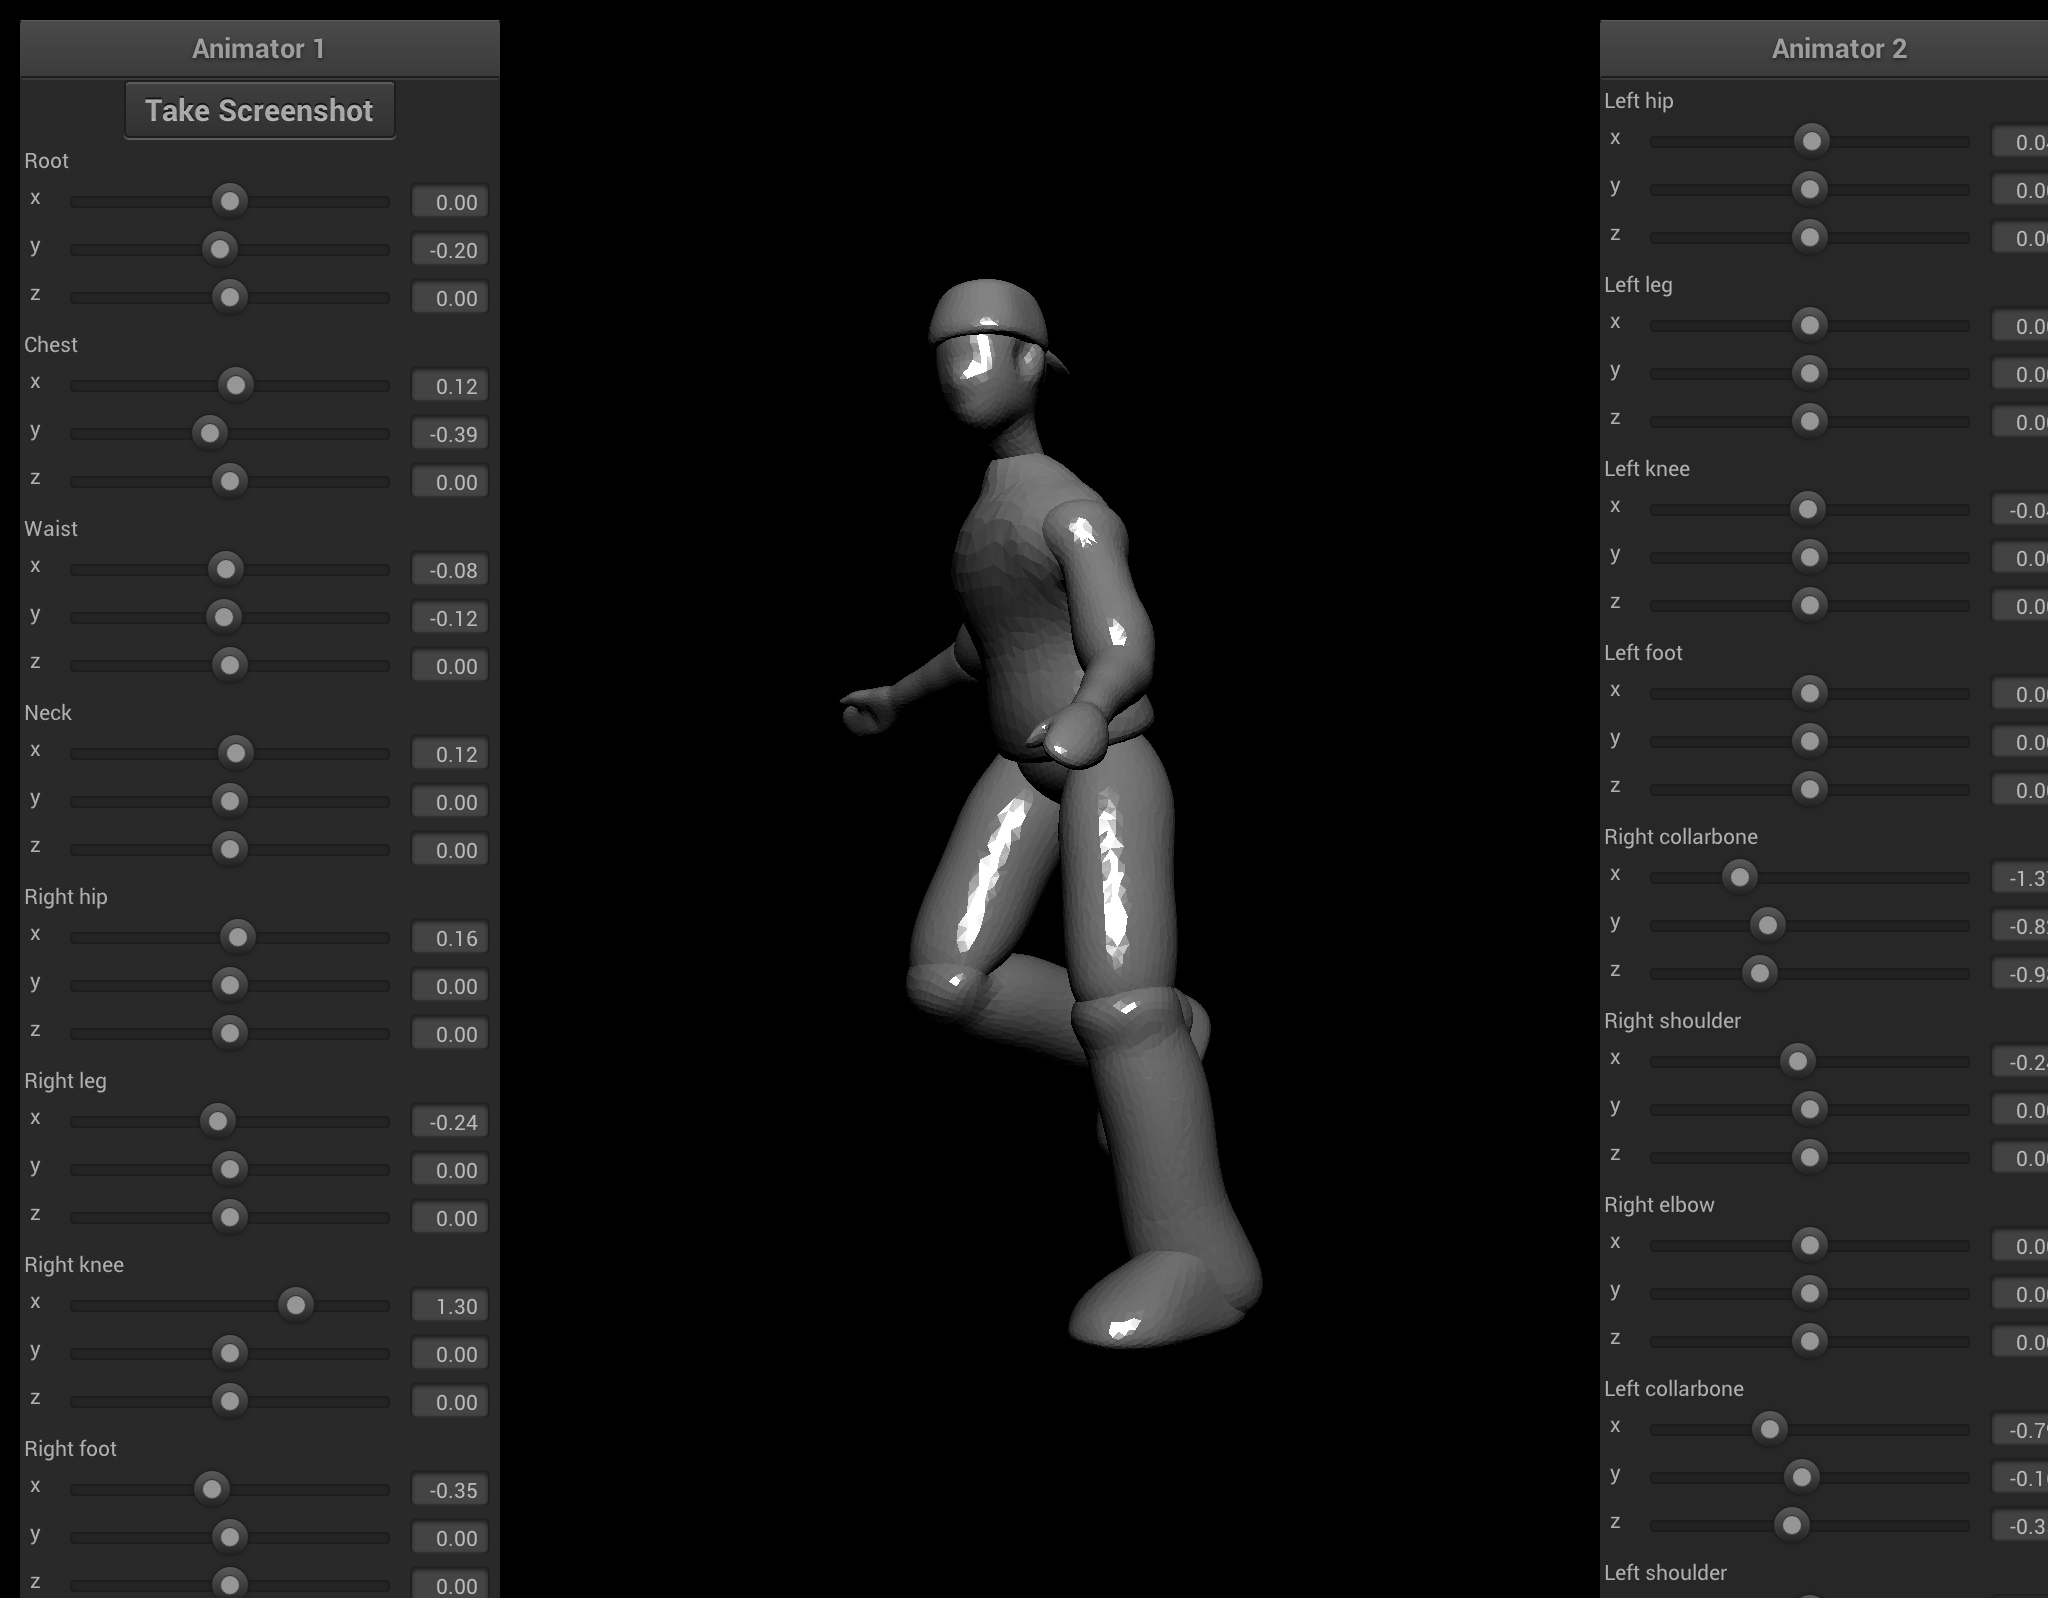 Animator 1
Take Screenshot
Root
x 0.00
y -0.20
z 0.00
Chest
x 0.12
y -0.39
z 0.00
Waist
x -0.08
y -0.12
z 0.00
Neck
x 0.12
y 0.00
z 0.00
Right hip
x 0.16
y 0.00
z 0.00
Right leg
x -0.24
y 0.00
z 0.00
Right knee
x 1.30
y 0.00
z 0.00
Right foot
x -0.35
y 0.00
z 0.00
Animator 2
Left hip
x
y
z
Left leg
x
y
z
Left knee
x
y
z
Left foot
x
y
z
Right collarbone
x
y
z
Right shoulder
x
y
z
Right elbow
x
y
z
Left collarbone
x
y
z
Left shoulder